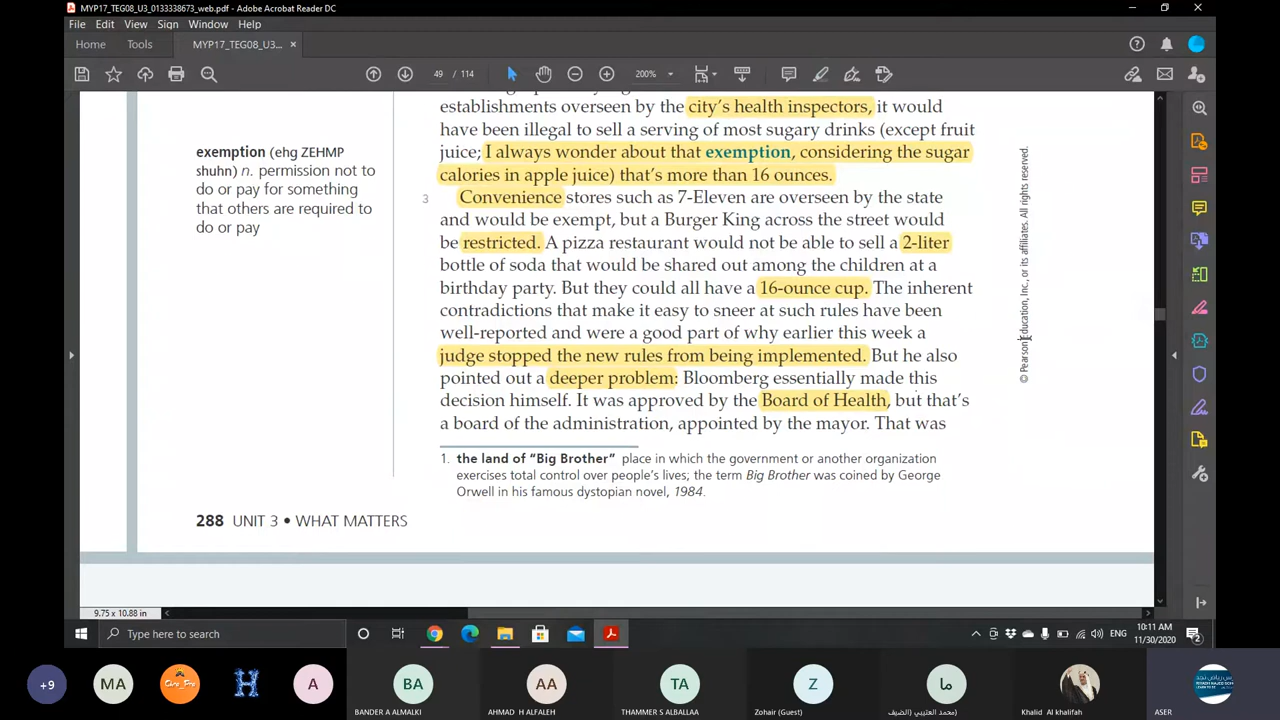 MYP17_TEG08_U3_0133338673_web.pdf - Adobe Acrobat Reader DC
File Edit View Sign Window Help
Home Tools MYP17_TEG08_U3... ×
49 / 114 200%
establishments overseen by the city's health inspectors, it would
have been illegal to sell a serving of most sugary drinks (except fruit
juice; I always wonder about that exemption, considering the sugar
calories in apple juice) that's more than 16 ounces.
exemption (ehg ZEHMP
shuhn) n. permission not to
do or pay for something
that others are required to
do or pay
3 Convenience stores such as 7-Eleven are overseen by the state
and would be exempt, but a Burger King across the street would
be restricted. A pizza restaurant would not be able to sell a 2-liter
bottle of soda that would be shared out among the children at a
birthday party. But they could all have a 16-ounce cup. The inherent
contradictions that make it easy to sneer at such rules have been
well-reported and were a good part of why earlier this week a
judge stopped the new rules from being implemented. But he also
pointed out a deeper problem: Bloomberg essentially made this
decision himself. It was approved by the Board of Health, but that's
a board of the administration, appointed by the mayor. That was
© Pearson Education, Inc., or its affiliates. All rights reserved.
1. the land of "Big Brother" place in which the government or another organization
exercises total control over people's lives; the term Big Brother was coined by George
Orwell in his famous dystopian novel, 1984.
288 UNIT 3 • WHAT MATTERS
9.75 x 10.88 in
Type here to search
ENG
10:11 AM
11/30/2020
2
+9 MA H A BA AA TA Z ما
BANDER A ALMALKI AHMAD H ALFALEH THAMMER S ALBALLAA Zohair (Guest) محمد العتيبي (الضيف Khalid Al khalifah ASER